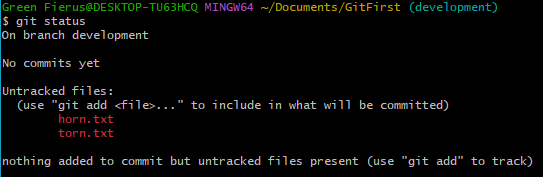 Green Fierus@DESKTOP-TU63HCQ MINGW64 ~/Documents/GitFirst (development)
$ git status
On branch development
No commits yet
Untracked files:
(use "git add <file>..." to include in what will be committed)
horn.txt
torn.txt
nothing added to commit but untracked files present (use "git add" to track)